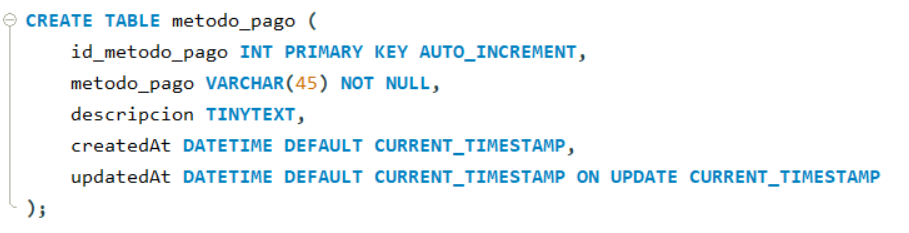 CREATE TABLE metodo_pago (
id_metodo_pago INT PRIMARY KEY AUTO_INCREMENT,
metodo_pago VARCHAR(45) NOT NULL,
descripcion TINYTEXT,
createdAt DATETIME DEFAULT CURRENT_TIMESTAMP,
updatedAt DATETIME DEFAULT CURRENT_TIMESTAMP ON UPDATE CURRENT_TIMESTAMP
);